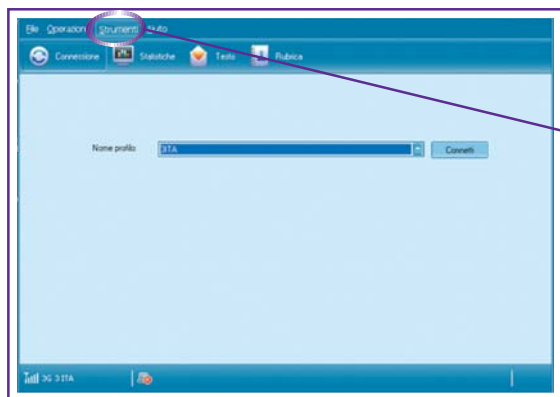 File Operazioni Strumenti Aiuto
Connessione Statistiche Testo Rubrica
Nome profilo 3ITA Connetti
3G 3 ITA